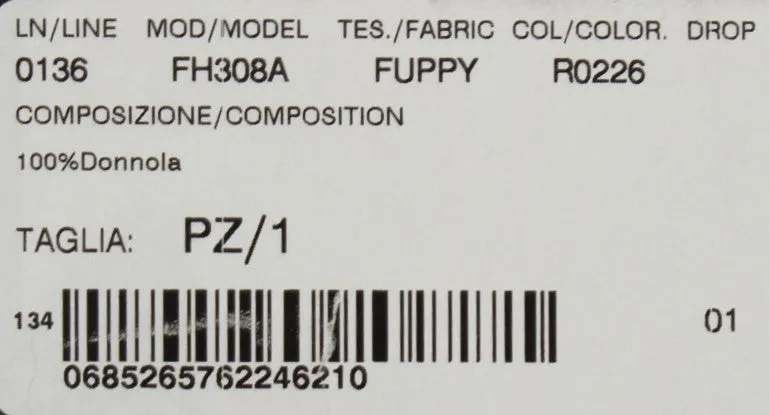 LN/LINE MOD/MODEL TES./FABRIC COL/COLOR. DROP
0136 FH308A FUPPY R0226
COMPOSIZIONE/COMPOSITION
100%Donnola
TAGLIA: PZ/1
134 01
0685265762246210